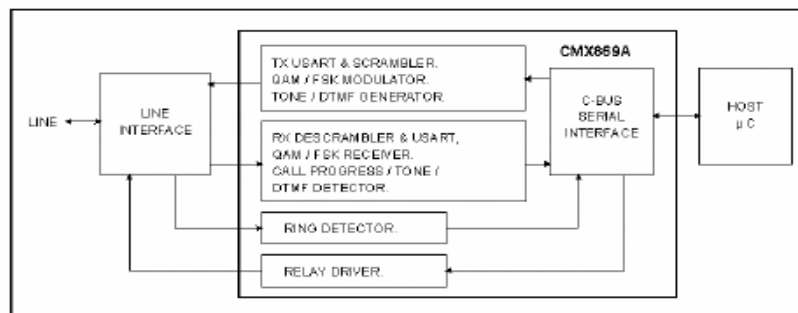 CMX869A
TX USART & SCRAMBLER.
QAM / FSK MODULATOR.
TONE / DTMF GENERATOR.
LINE
LINE
INTERFACE
C-BUS
SERIAL
INTERFACE
HOST
µC
RX DESCRAMBLER & USART,
QAM / FSK RECEIVER.
CALL PROGRESS / TONE /
DTMF DETECTOR.
RING DETECTOR.
RELAY DRIVER.